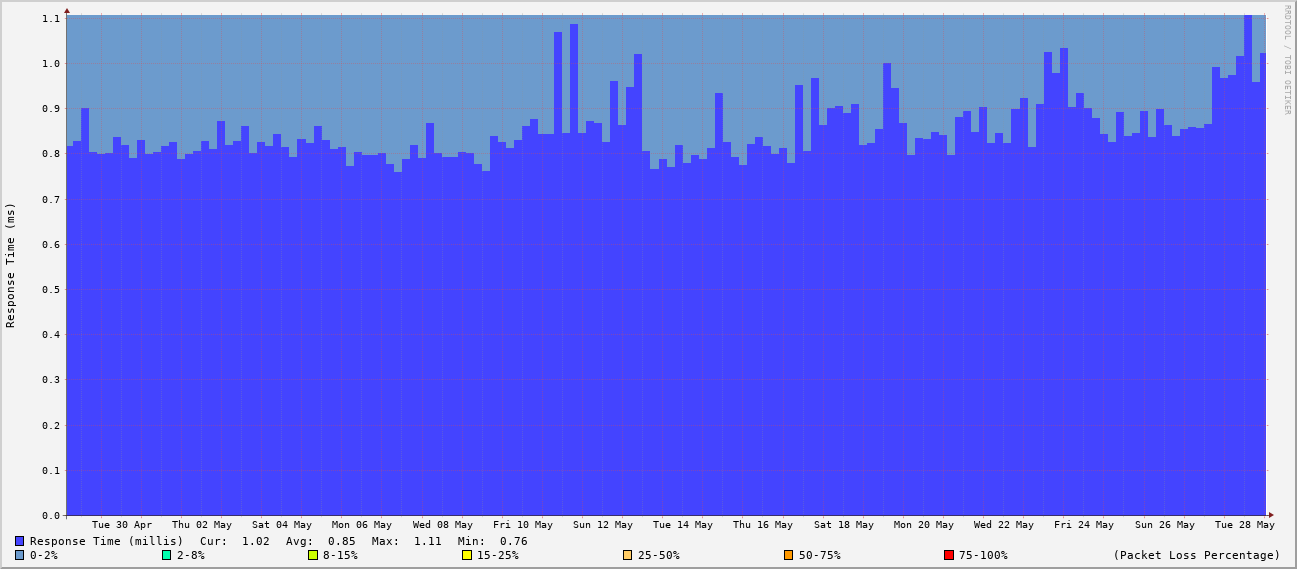 1.1
1.0
0.9
0.8
0.7
0.6
0.5
0.4
0.3
0.2
0.1
0.0
Response Time (ms)
RRDTOOL / TOBI OETIKER
Tue 30 Apr Thu 02 May Sat 04 May Mon 06 May Wed 08 May Fri 10 May Sun 12 May Tue 14 May Thu 16 May Sat 18 May Mon 20 May Wed 22 May Fri 24 May Sun 26 May Tue 28 May
Response Time (millis) Cur: 1.02 Avg: 0.85 Max: 1.11 Min: 0.76
0-2% 2-8% 8-15% 15-25% 25-50% 50-75% 75-100% (Packet Loss Percentage)